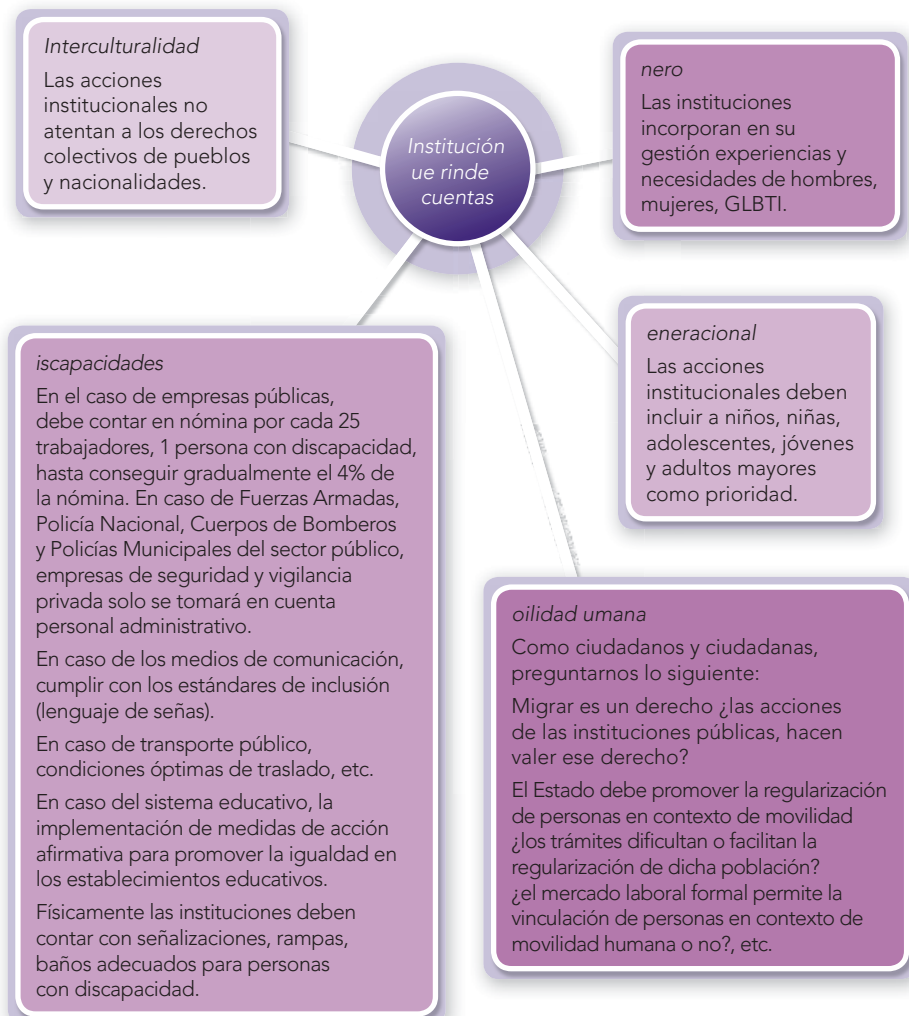 Interculturalidad
Las acciones
institucionales no
atentan a los derechos
colectivos de pueblos
y nacionalidades.
Institución
ue rinde
cuentas
nero
Las instituciones
incorporan en su
gestión experiencias y
necesidades de hombres,
mujeres, GLBTI.
eneracional
Las acciones
institucionales deben
incluir a niños, niñas,
adolescentes, jóvenes
y adultos mayores
como prioridad.
iscapacidades
En el caso de empresas públicas,
debe contar en nómina por cada 25
trabajadores, 1 persona con discapacidad,
hasta conseguir gradualmente el 4% de
la nómina. En caso de Fuerzas Armadas,
Policía Nacional, Cuerpos de Bomberos
y Policías Municipales del sector público,
empresas de seguridad y vigilancia
privada solo se tomará en cuenta
personal administrativo.
En caso de los medios de comunicación,
cumplir con los estándares de inclusión
(lenguaje de señas).
En caso de transporte público,
condiciones óptimas de traslado, etc.
En caso del sistema educativo, la
implementación de medidas de acción
afirmativa para promover la igualdad en
los establecimientos educativos.
Físicamente las instituciones deben
contar con señalizaciones, rampas,
baños adecuados para personas
con discapacidad.
oilidad umana
Como ciudadanos y ciudadanas,
preguntarnos lo siguiente:
Migrar es un derecho ¿las acciones
de las instituciones públicas, hacen
valer ese derecho?
El Estado debe promover la regularización
de personas en contexto de movilidad
¿los trámites dificultan o facilitan la
regularización de dicha población?
¿el mercado laboral formal permite la
vinculación de personas en contexto de
movilidad humana o no?, etc.